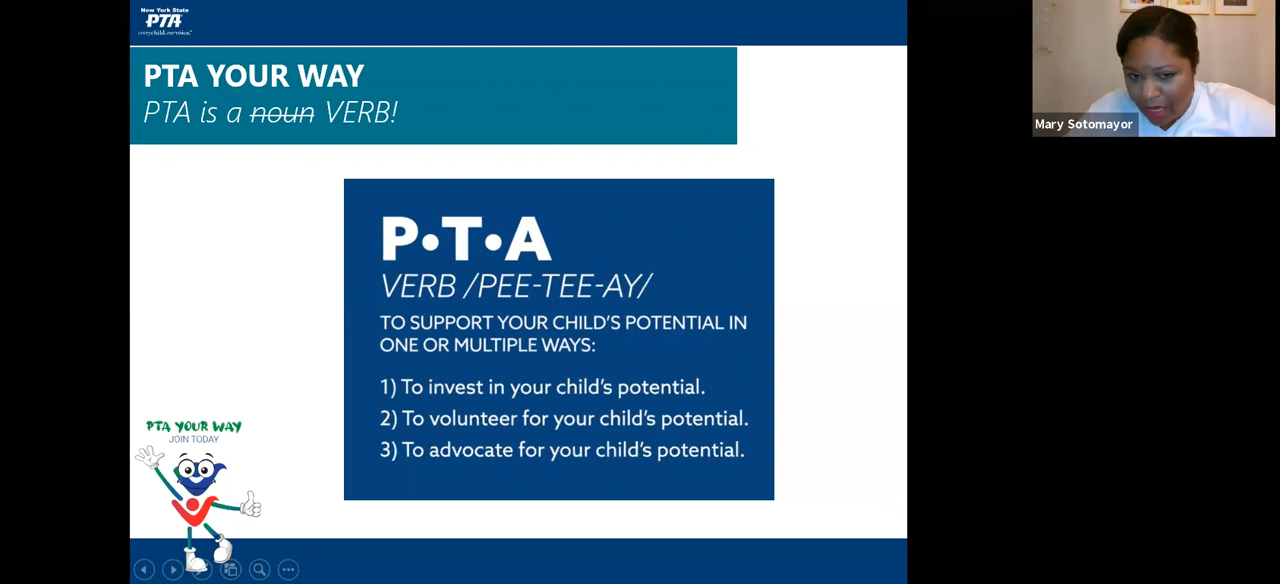 New York State
PTA
everychild.onevoice.®
PTA YOUR WAY
PTA is a noun VERB!
P•T•A
VERB /PEE-TEE-AY/
TO SUPPORT YOUR CHILD'S POTENTIAL IN
ONE OR MULTIPLE WAYS:
1) To invest in your child's potential.
2) To volunteer for your child's potential.
3) To advocate for your child's potential.
PTA YOUR WAY
JOIN TODAY
Mary Sotomayor